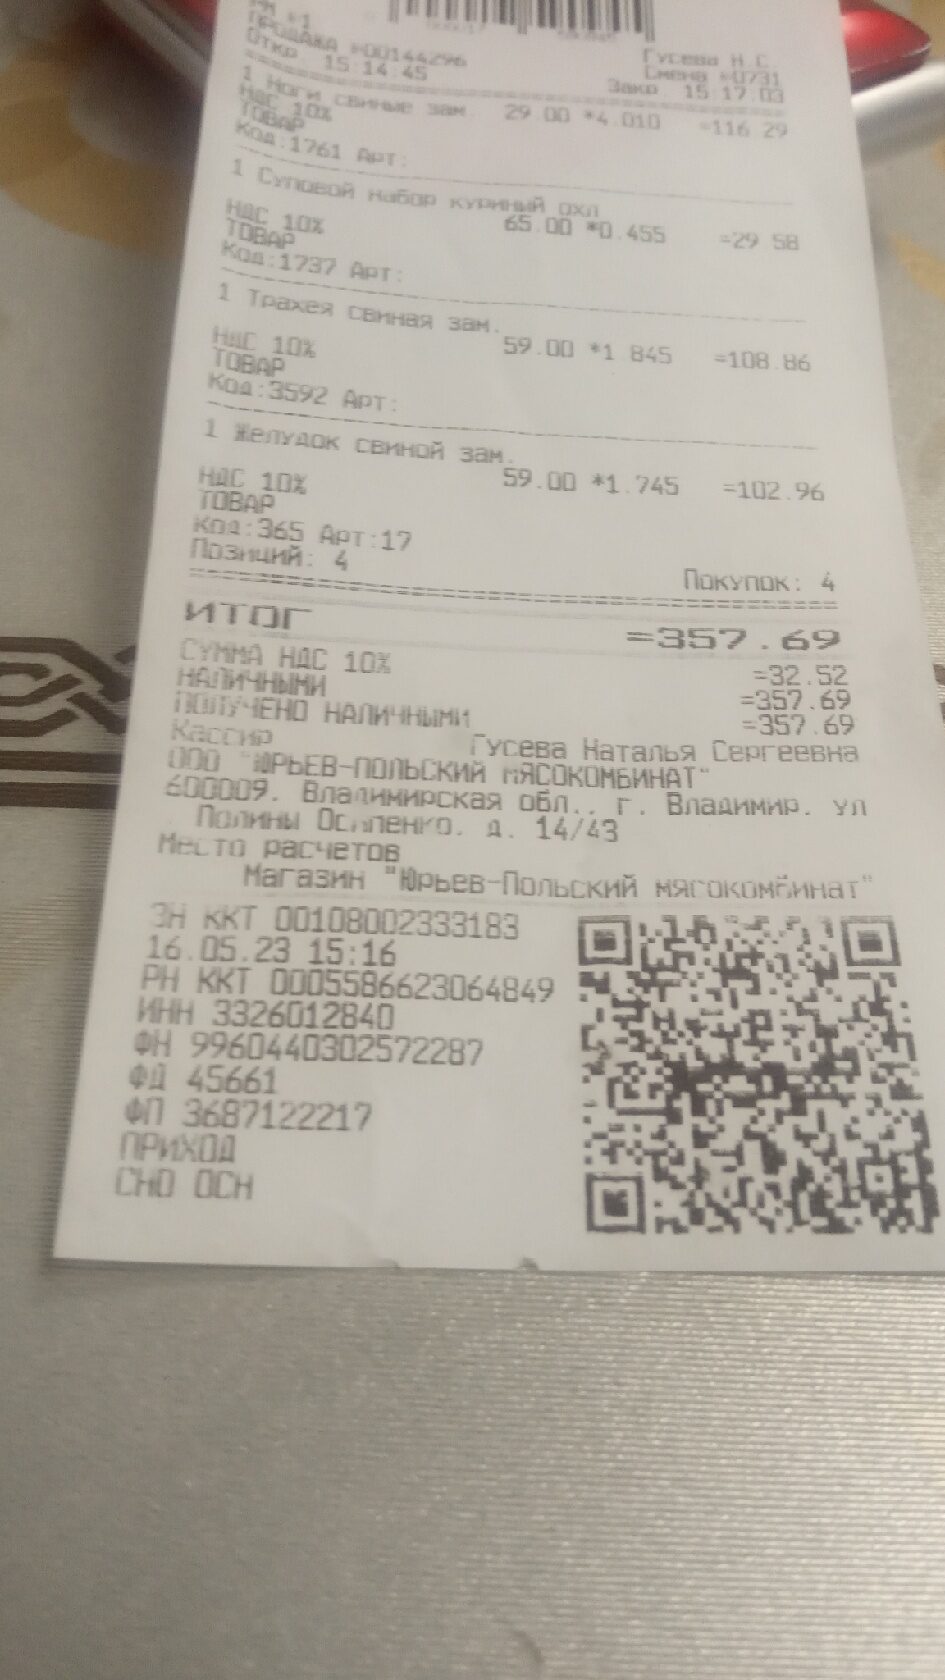 РМ №1
ПРОДАЖА №00144296 Гусева Н.С.
Смена №0731
Откр. 15:14:45 Закр. 15:17:03
1 Ноги свиные зам. 29.00 *4.010 =116.29
НДС 10%
ТОВАР
Код:1761 Арт:
1 Суповой набор куриный охл
65.00 *0.455 =29.58
НДС 10%
ТОВАР
Код:1737 Арт:
1 Трахея свиная зам.
59.00 *1.845 =108.86
НДС 10%
ТОВАР
Код:3592 Арт:
1 Желудок свиной зам.
59.00 *1.745 =102.96
НДС 10%
ТОВАР
Код:365 Арт:17
Позиций: 4 Покупок: 4
ИТОГ =357.69
СУММА НДС 10% =32.52
НАЛИЧНЫМИ =357.69
ПОЛУЧЕНО НАЛИЧНЫМИ =357.69
Кассир Гусева Наталья Сергеевна
ООО "ЮРЬЕВ-ПОЛЬСКИЙ МЯСОКОМБИНАТ"
600009, Владимирская обл., г. Владимир, ул
Полины Осипенко, д. 14/43
Место расчетов
Магазин "Юрьев-Польский мясокомбинат"
ЗН ККТ 00108002333183
16.05.23 15:16
РН ККТ 0005586623064849
ИНН 3326012840
ФН 9960440302572287
ФД 45661
ФП 3687122217
ПРИХОД
СНО ОСН